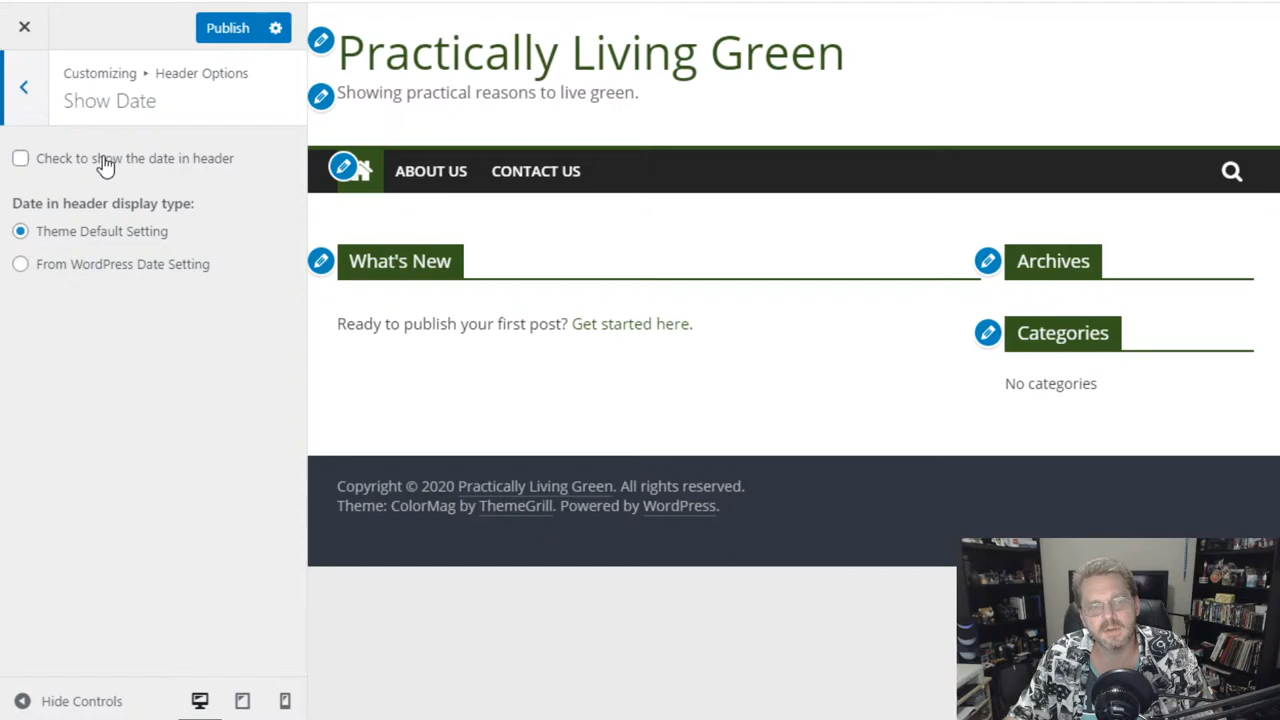 Publish
Customizing ▸ Header Options
Show Date
Check to show the date in header
Date in header display type:
Theme Default Setting
From WordPress Date Setting
Hide Controls
Practically Living Green
Showing practical reasons to live green.
ABOUT US CONTACT US
What's New
Ready to publish your first post? Get started here.
Archives
Categories
No categories
Copyright © 2020 Practically Living Green. All rights reserved.
Theme: ColorMag by ThemeGrill. Powered by WordPress.